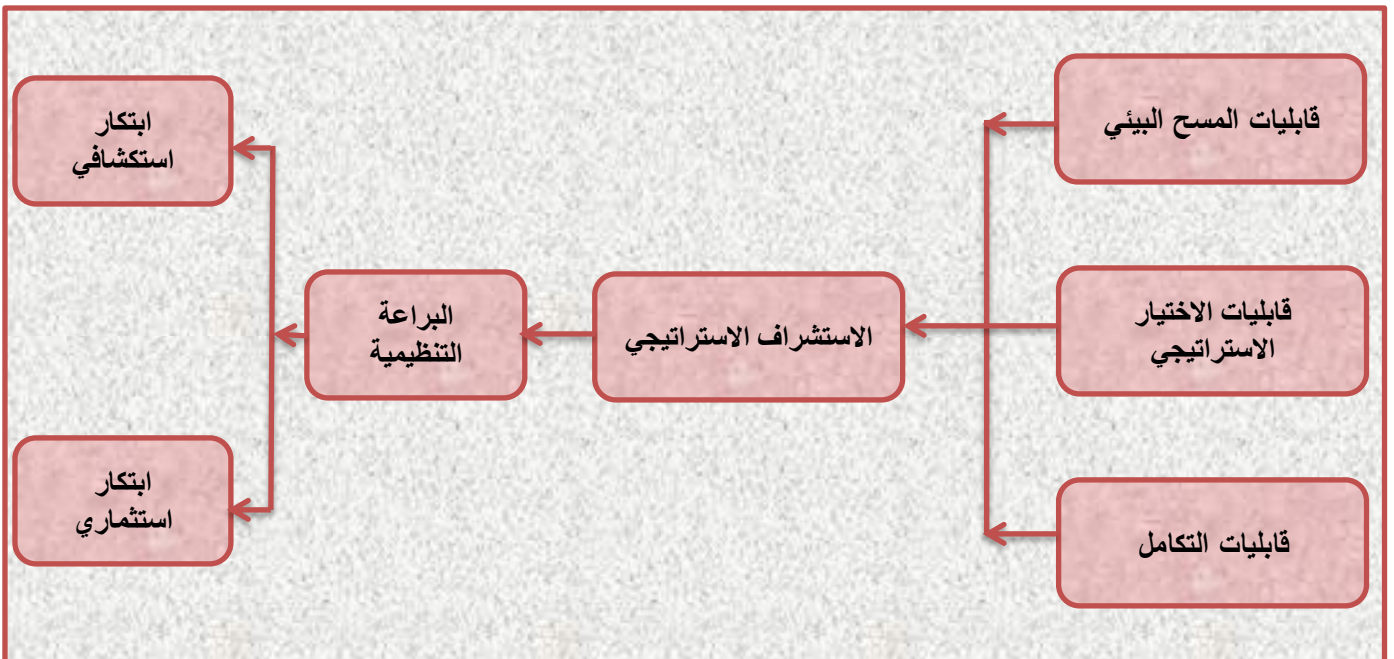 قابليات المسح البيئي
قابليات الاختيار
الاستراتيجي
قابليات التكامل
الاستشراف الاستراتيجي
البراعة
التنظيمية
ابتكار
استكشافي
ابتكار
استثماري